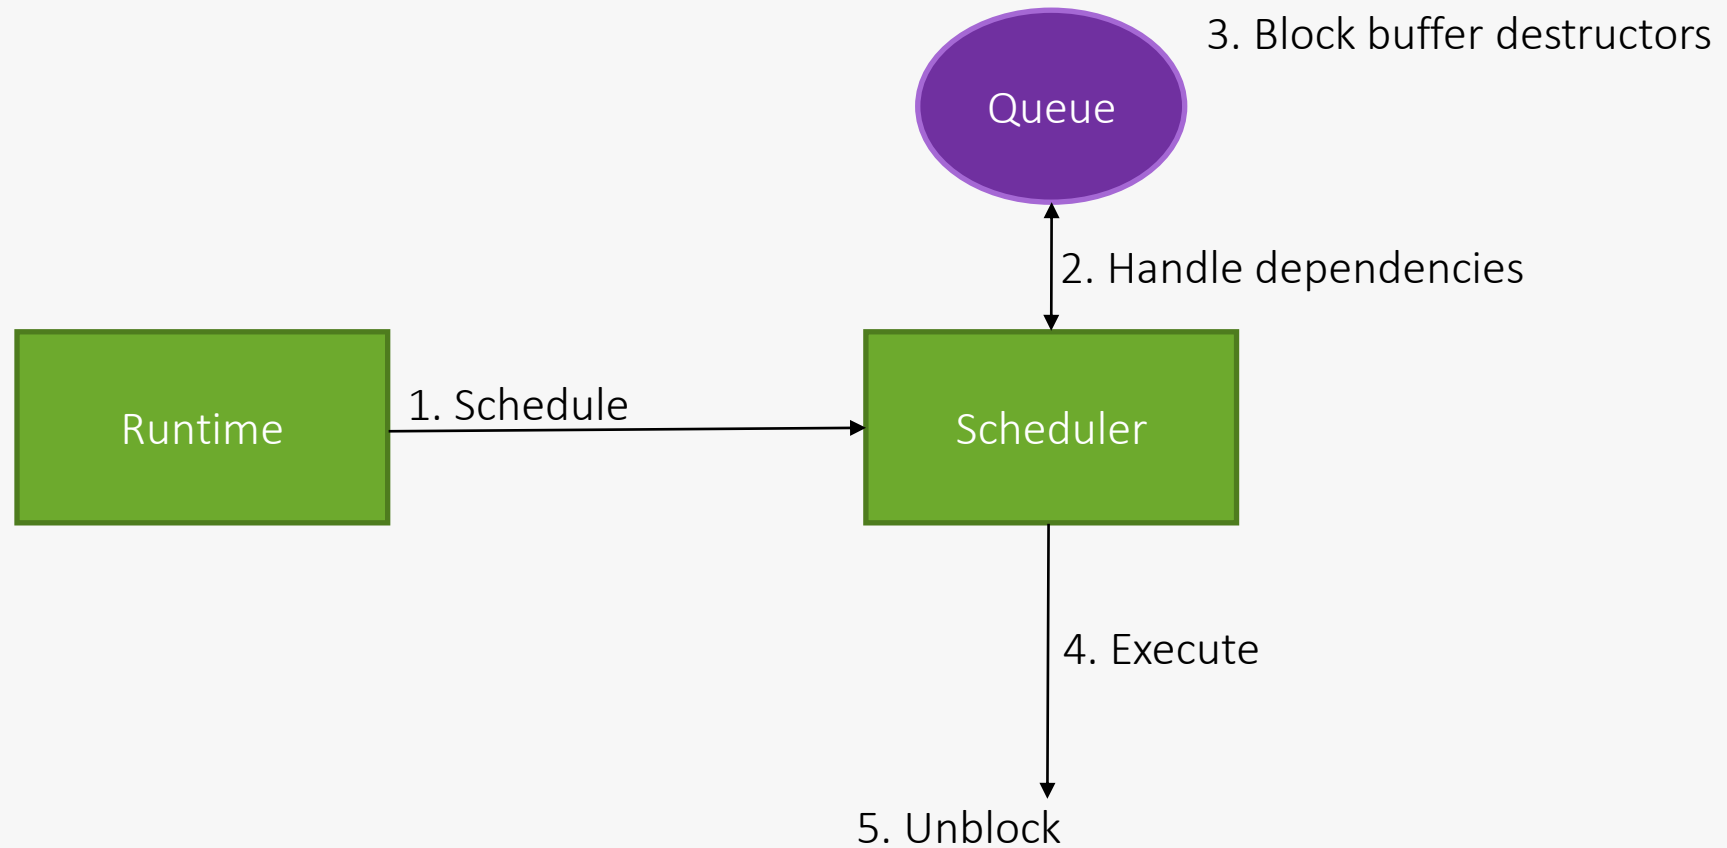 3. Block buffer destructors
Queue
2. Handle dependencies
1. Schedule
Runtime
Scheduler
4. Execute
5. Unblock